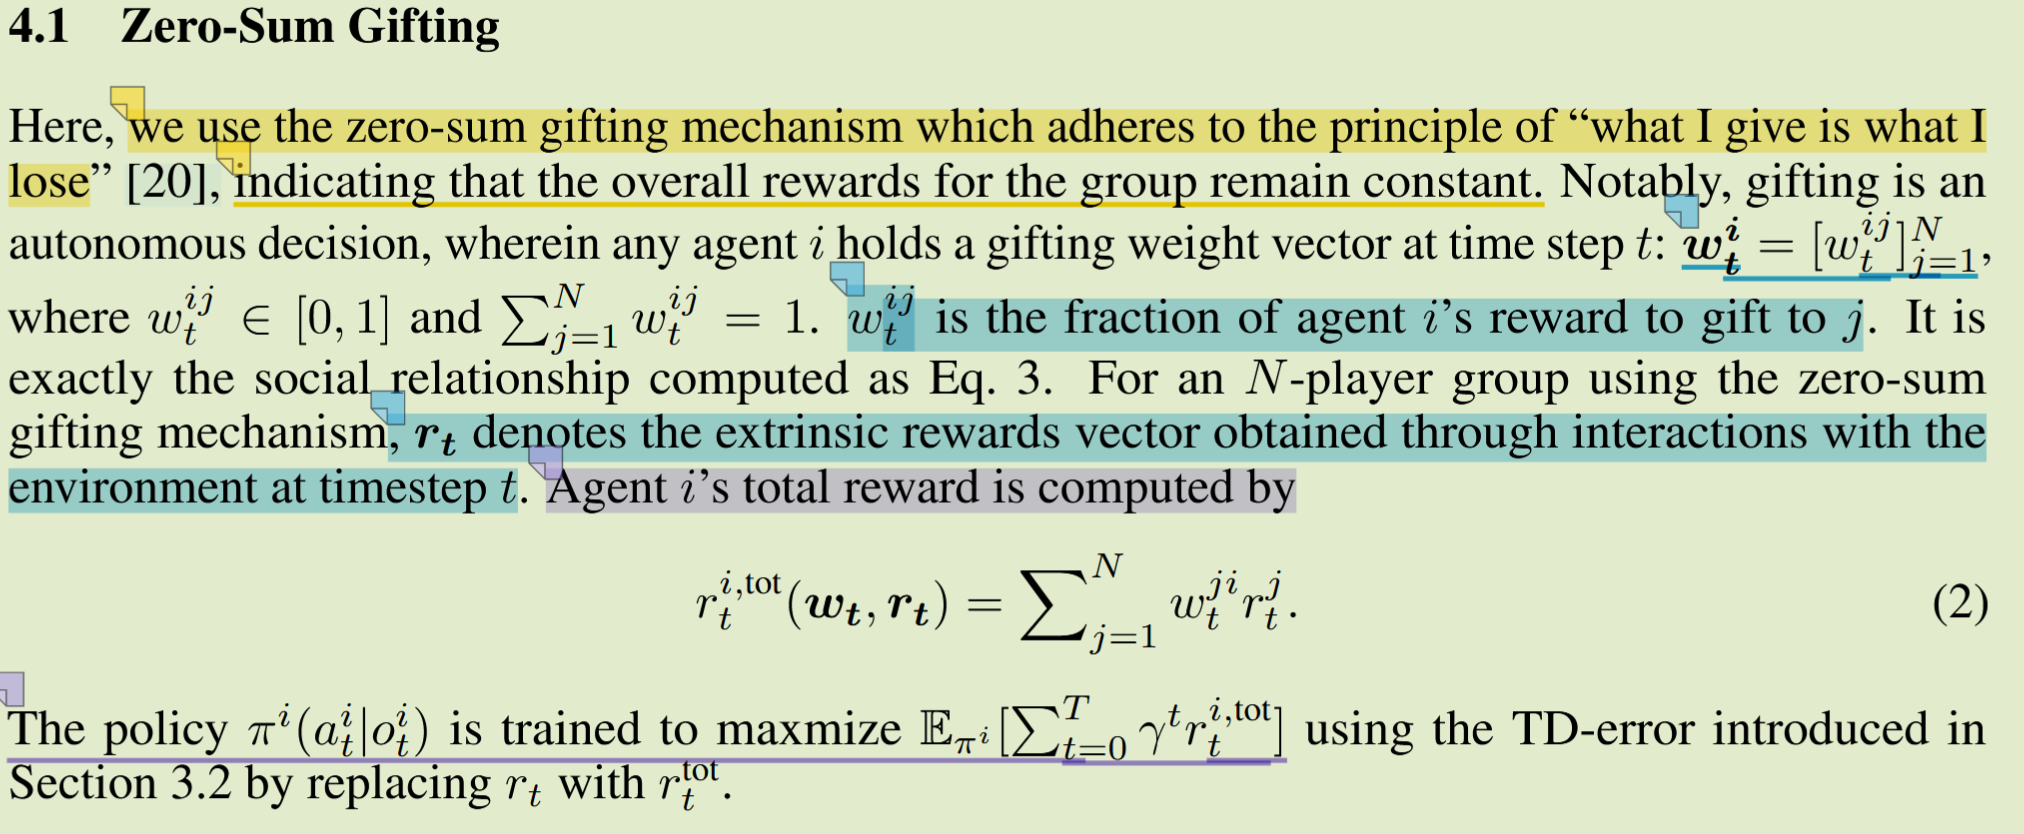 4.1 Zero-Sum Gifting
Here, we use the zero-sum gifting mechanism which adheres to the principle of “what I give is what I
lose” [20], indicating that the overall rewards for the group remain constant. Notably, gifting is an
autonomous decision, wherein any agent i holds a gifting weight vector at time step t: $\boldsymbol{w_t^i} = [w_t^{ij}]_{j=1}^N$,
where $w_t^{ij} \in [0, 1]$ and $\sum_{j=1}^N w_t^{ij} = 1$. $w_t^{ij}$ is the fraction of agent i’s reward to gift to j. It is
exactly the social relationship computed as Eq. 3. For an N-player group using the zero-sum
gifting mechanism, $\boldsymbol{r_t}$ denotes the extrinsic rewards vector obtained through interactions with the
environment at timestep t. Agent i’s total reward is computed by
$r_t^{i,\text{tot}}(\boldsymbol{w_t}, \boldsymbol{r_t}) = \sum_{j=1}^N w_t^{ji} r_t^j.$ (2)
The policy $\pi^i(a_t^i|o_t^i)$ is trained to maxmize $\mathbb{E}_{\pi^i}[\sum_{t=0}^T \gamma^t r_t^{i,\text{tot}}]$ using the TD-error introduced in
Section 3.2 by replacing $r_t$ with $r_t^{\text{tot}}$.